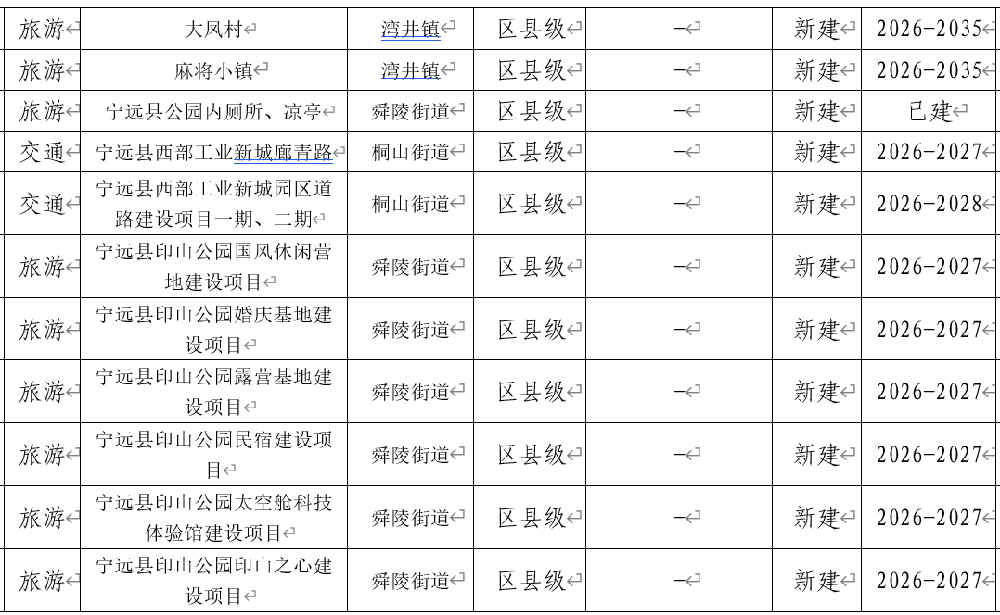 旅游 大凤村 湾井镇 区县级 – 新建 2026-2035
旅游 麻将小镇 湾井镇 区县级 – 新建 2026-2035
旅游 宁远县公园内厕所、凉亭 舜陵街道 区县级 – 新建 已建
交通 宁远县西部工业新城廊青路 桐山街道 区县级 – 新建 2026-2027
交通 宁远县西部工业新城园区道
路建设项目一期、二期 桐山街道 区县级 – 新建 2026-2028
旅游 宁远县印山公园国风休闲营
地建设项目 舜陵街道 区县级 – 新建 2026-2027
旅游 宁远县印山公园婚庆基地建
设项目 舜陵街道 区县级 – 新建 2026-2027
旅游 宁远县印山公园露营基地建
设项目 舜陵街道 区县级 – 新建 2026-2027
旅游 宁远县印山公园民宿建设项
目 舜陵街道 区县级 – 新建 2026-2027
旅游 宁远县印山公园太空舱科技
体验馆建设项目 舜陵街道 区县级 – 新建 2026-2027
旅游 宁远县印山公园印山之心建
设项目 舜陵街道 区县级 – 新建 2026-2027